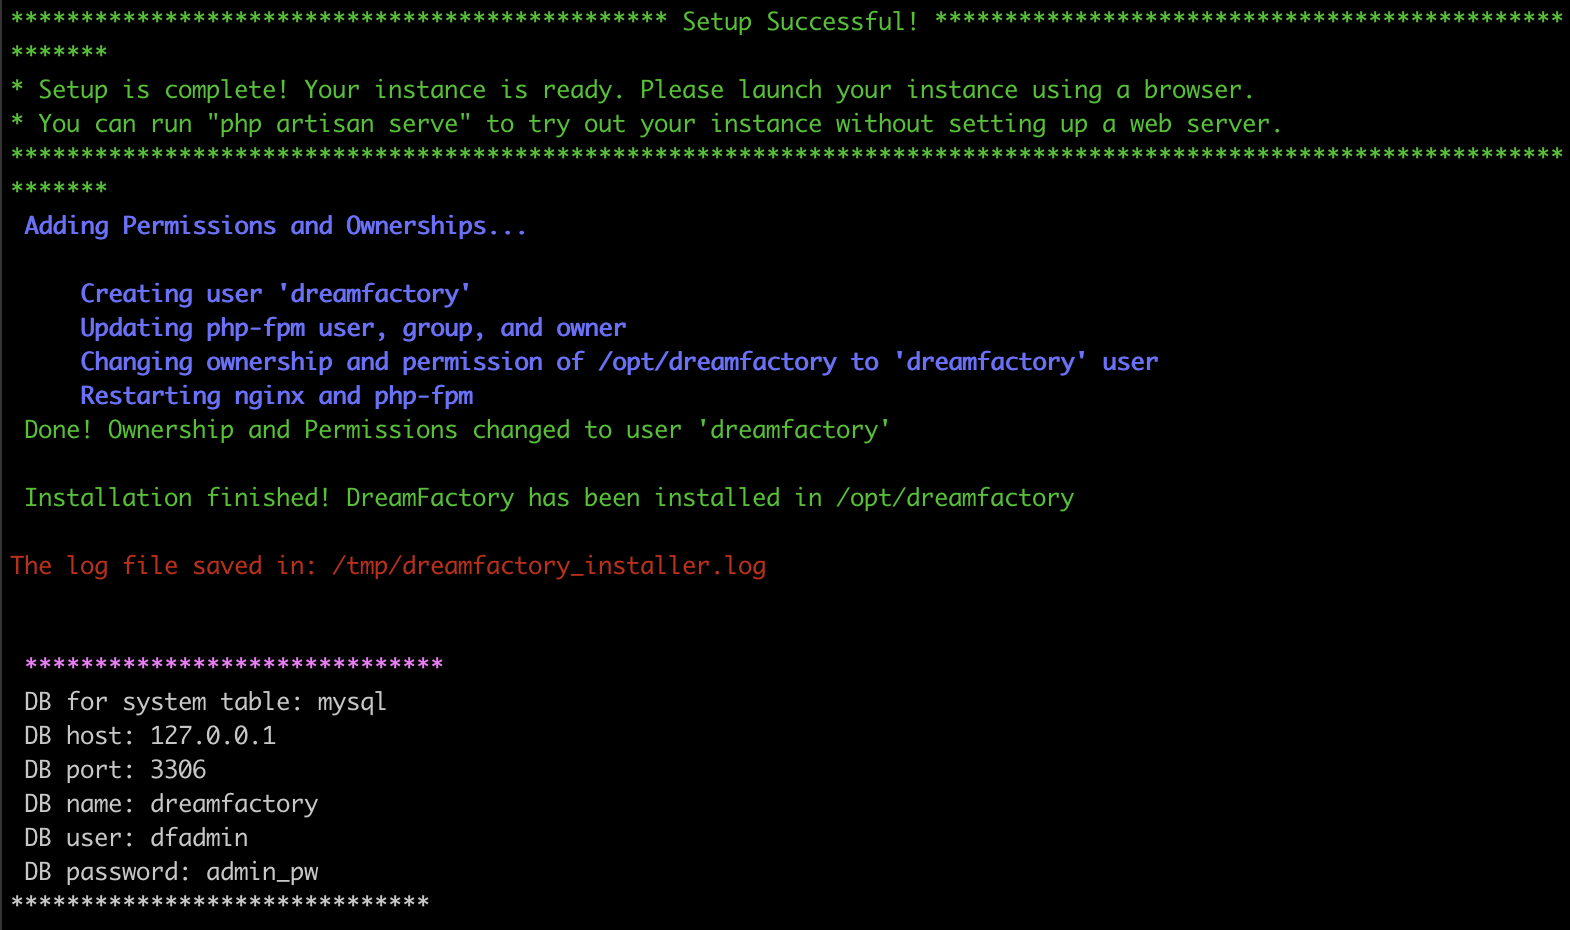 *********************************************** Setup Successful! *********************************************
*******
* Setup is complete! Your instance is ready. Please launch your instance using a browser.
* You can run "php artisan serve" to try out your instance without setting up a web server.
***************************************************************************************************************
*******
Adding Permissions and Ownerships...
Creating user 'dreamfactory'
Updating php-fpm user, group, and owner
Changing ownership and permission of /opt/dreamfactory to 'dreamfactory' user
Restarting nginx and php-fpm
Done! Ownership and Permissions changed to user 'dreamfactory'
Installation finished! DreamFactory has been installed in /opt/dreamfactory
The log file saved in: /tmp/dreamfactory_installer.log
******************************
DB for system table: mysql
DB host: 127.0.0.1
DB port: 3306
DB name: dreamfactory
DB user: dfadmin
DB password: admin_pw
******************************